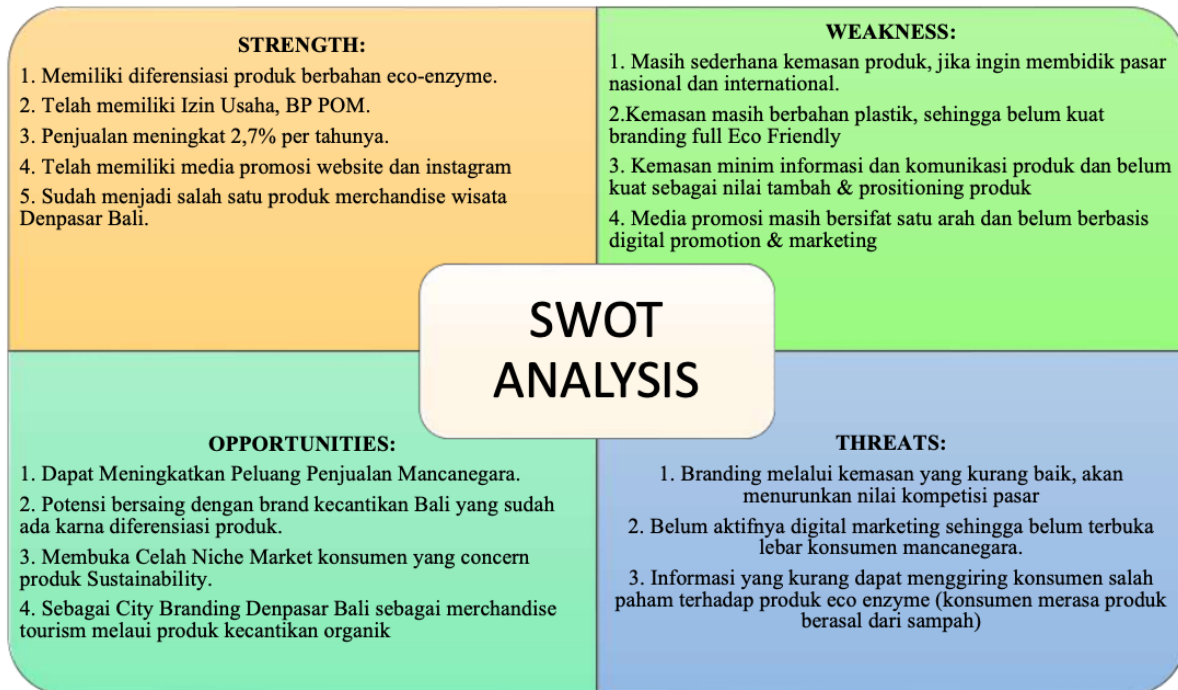 STRENGTH:
1. Memiliki diferensiasi produk berbahan eco-enzyme.
2. Telah memiliki Izin Usaha, BP POM.
3. Penjualan meningkat 2,7% per tahunya.
4. Telah memiliki media promosi website dan instagram
5. Sudah menjadi salah satu produk merchandise wisata
Denpasar Bali.
WEAKNESS:
1. Masih sederhana kemasan produk, jika ingin membidik pasar
nasional dan international.
2.Kemasan masih berbahan plastik, sehingga belum kuat
branding full Eco Friendly
3. Kemasan minim informasi dan komunikasi produk dan belum
kuat sebagai nilai tambah & prositioning produk
4. Media promosi masih bersifat satu arah dan belum berbasis
digital promotion & marketing
SWOT
ANALYSIS
OPPORTUNITIES:
1. Dapat Meningkatkan Peluang Penjualan Mancanegara.
2. Potensi bersaing dengan brand kecantikan Bali yang sudah
ada karna diferensiasi produk.
3. Membuka Celah Niche Market konsumen yang concern
produk Sustainability.
4. Sebagai City Branding Denpasar Bali sebagai merchandise
tourism melaui produk kecantikan organik
THREATS:
1. Branding melalui kemasan yang kurang baik, akan
menurunkan nilai kompetisi pasar
2. Belum aktifnya digital marketing sehingga belum terbuka
lebar konsumen mancanegara.
3. Informasi yang kurang dapat menggiring konsumen salah
paham terhadap produk eco enzyme (konsumen merasa produk
berasal dari sampah)